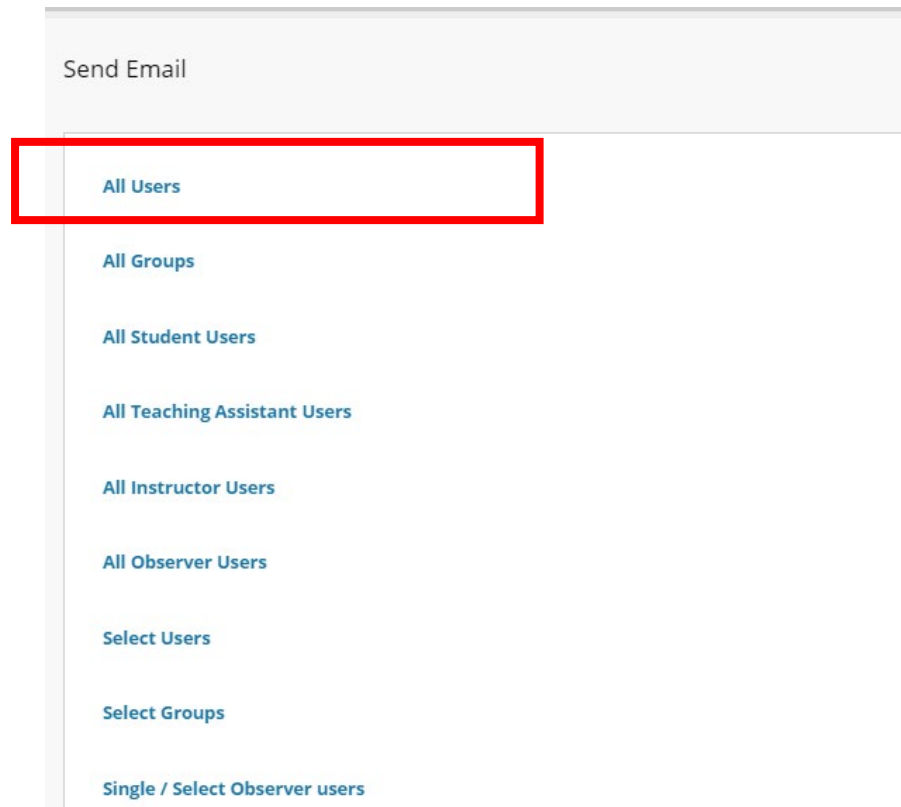 Send Email
All Users
All Groups
All Student Users
All Teaching Assistant Users
All Instructor Users
All Observer Users
Select Users
Select Groups
Single / Select Observer users